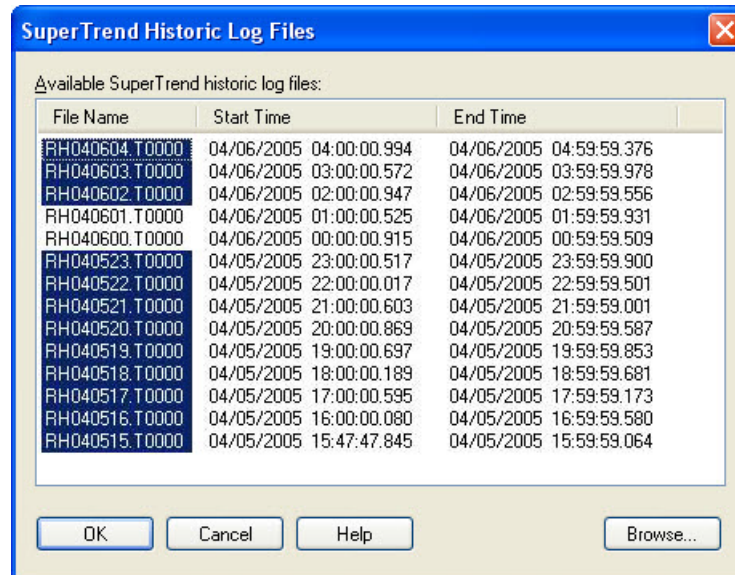 SuperTrend Historic Log Files
Available SuperTrend historic log files:
File Name Start Time End Time
RH040604.T0000 04/06/2005 04:00:00.994 04/06/2005 04:59:59.376
RH040603.T0000 04/06/2005 03:00:00.572 04/06/2005 03:59:59.978
RH040602.T0000 04/06/2005 02:00:00.947 04/06/2005 02:59:59.556
RH040601.T0000 04/06/2005 01:00:00.525 04/06/2005 01:59:59.931
RH040600.T0000 04/06/2005 00:00:00.915 04/06/2005 00:59:59.509
RH040523.T0000 04/05/2005 23:00:00.517 04/05/2005 23:59:59.900
RH040522.T0000 04/05/2005 22:00:00.017 04/05/2005 22:59:59.501
RH040521.T0000 04/05/2005 21:00:00.603 04/05/2005 21:59:59.001
RH040520.T0000 04/05/2005 20:00:00.869 04/05/2005 20:59:59.587
RH040519.T0000 04/05/2005 19:00:00.697 04/05/2005 19:59:59.853
RH040518.T0000 04/05/2005 18:00:00.189 04/05/2005 18:59:59.681
RH040517.T0000 04/05/2005 17:00:00.595 04/05/2005 17:59:59.173
RH040516.T0000 04/05/2005 16:00:00.080 04/05/2005 16:59:59.580
RH040515.T0000 04/05/2005 15:47:47.845 04/05/2005 15:59:59.064
OK Cancel Help Browse...